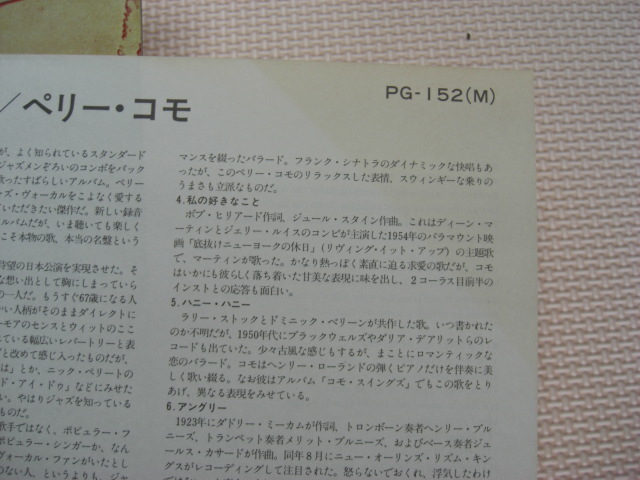 /ペリー・コモ
PG-152(M)
が、よく知られているスタンダード
ジャズメンぞろいのコンボをバック
歌ったすばらしいアルバム。ペリー
ズ・ヴォーカルをこよなく愛する
ていただきたい傑作だ。新しい録音
ルバムだが、いま聴いても楽しく
こそ本物の歌、本当の名盤という
待望の日本公演を実現させた。そ
な想い出として胸にしまっていら
の一人だ。もうすぐ67歳になる人
い人柄がそのままダイレクトに
ーモアのセンスとウィットのここ
ている幅広いレパートリーと表
ごと改めて感じ入ったものだが、
は」とか、ニック・ペリートの
ド・アイ・ドゥ」などにみせた
い。やはりジャズを知っている
ものだ。
歌手ではなく、ポピュラー・フ
ポピュラー・シンガーか、なん
ヴォーカル・ファンがいたとし
のない人、というよりも、ジャ
マンスを綴ったバラード。フランク・シナトラのダイナミックな快唱もあ
ったが、このペリー・コモのリラックスした表情、スウィンギーな乗りの
うまさも立派なものだ。
4.私の好きなこと
ボブ・ヒリアード作詞、ジュール・スタイン作曲。これはディーン・マ
ーティンとジェリー・ルイスのコンビが主演した1954年のパラマウント映
画「底抜けニューヨークの休日」(リヴィング・イット・アップ)の主題歌
で、マーティンが歌った。かなり熱っぽく素直に迫る求愛の歌だが、コモ
はいかにも彼らしく落ち着いた甘美な表現に味を出し、2コーラス目前半の
インストとの応答も面白い。
5.ハニー・ハニー
ラリー・ストックとドミニック・ベリーンが共作した歌。いつ書かれた
のか不明だが、1950年代にブラックウェルズやダリア・デアリットらのレ
コードも出ていた。少々古風な感じもするが、まことにロマンティックな
恋のバラード。コモはヘンリー・ローランドの弾くピアノだけを伴奏に美
しく歌い綴る。なお彼はアルバム「コモ・スイングズ」でもこの歌をとり
あげ、異なる表現をみせている。
6.アングリー
1923年にダドリー・ミーカムが作詞、トロンボーン奏者ヘンリー・ブル
ニーズ、トランペット奏者メリット・ブルニーズ、およびベース奏者ジュ
ールス・カサードが作曲。同年8月にニュー・オーリンズ・リズム・キン
グスがレコーディングして注目された。怒らないでおくれ、浮気したわけ